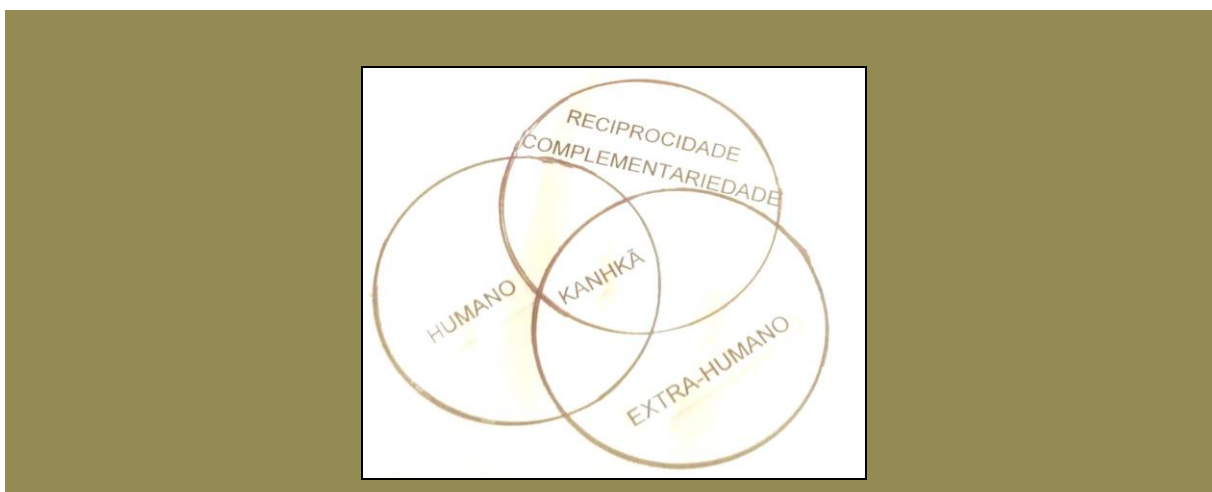 RECIPROCIDADE
COMPLEMENTARIEDADE
HUMANO
KANHKÃ
EXTRA-HUMANO